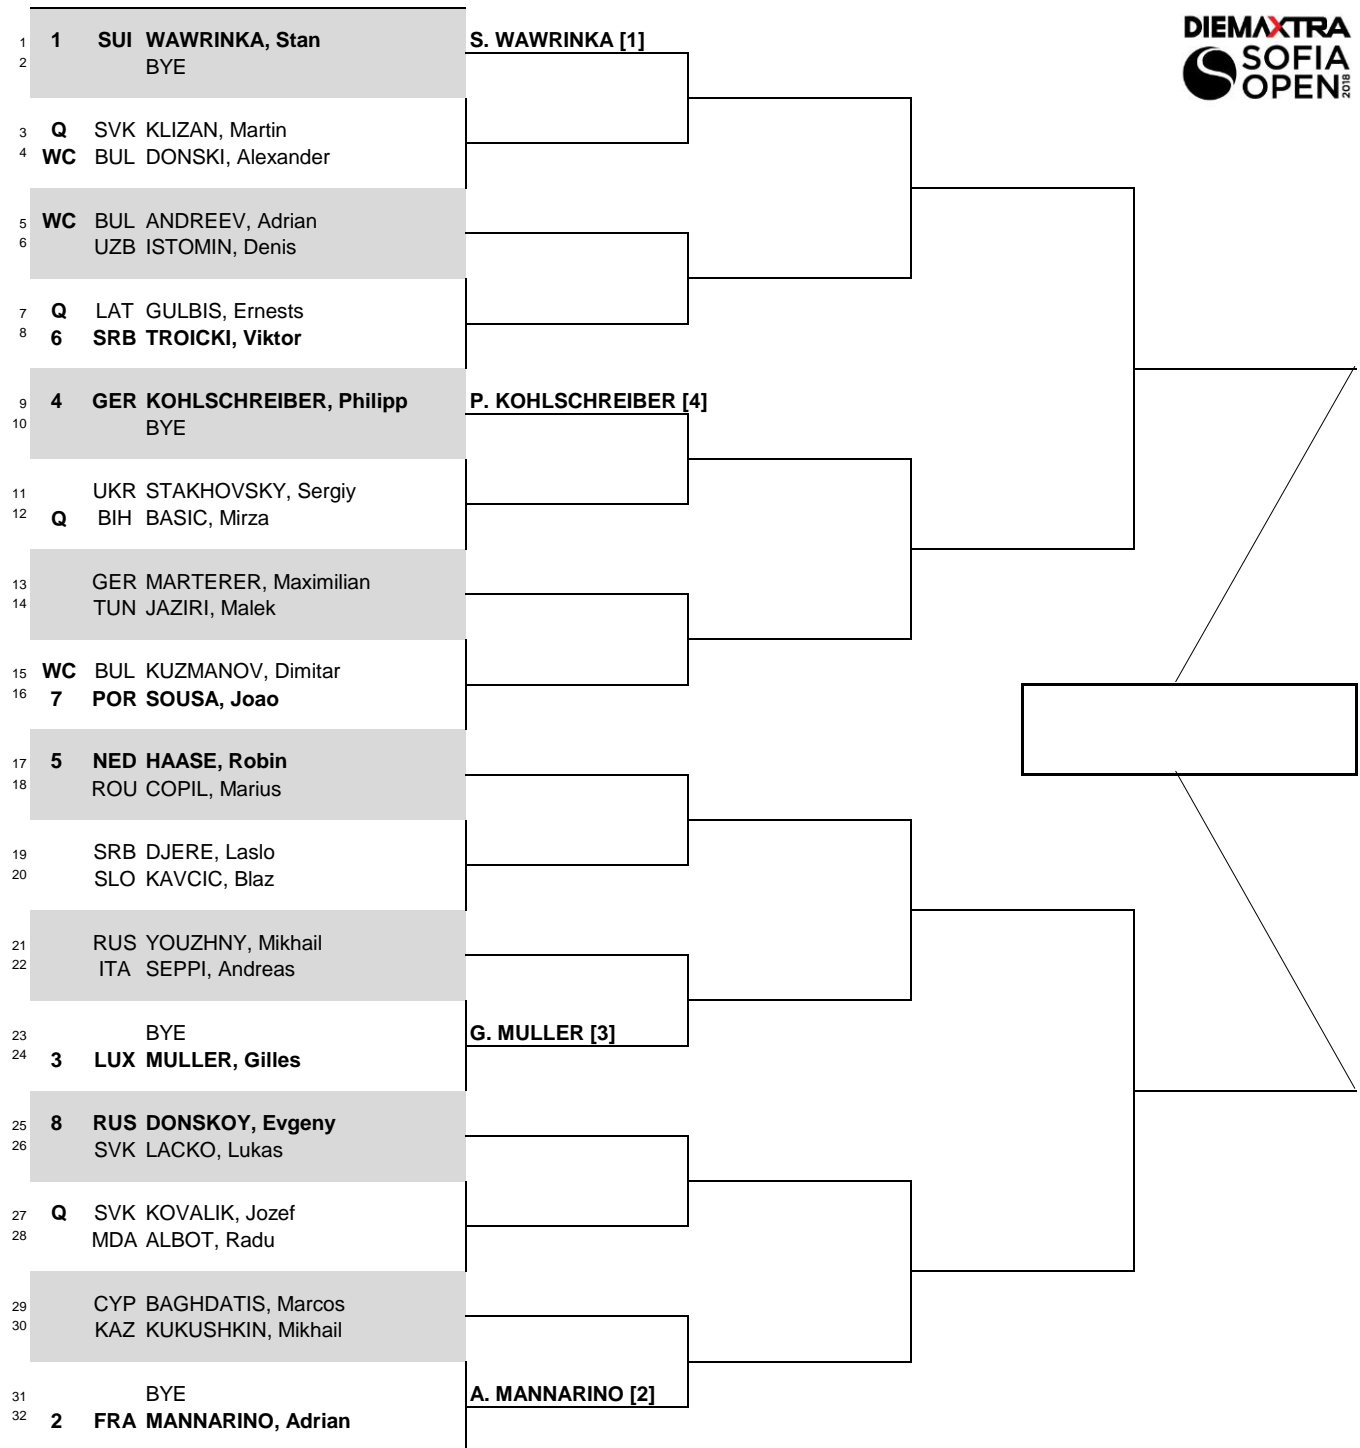 DIEMAXTRA
SOFIA
OPEN 2018
1 1 SUI WAWRINKA, Stan S. WAWRINKA [1]
2 BYE
3 Q SVK KLIZAN, Martin
4 WC BUL DONSKI, Alexander
5 WC BUL ANDREEV, Adrian
6 UZB ISTOMIN, Denis
7 Q LAT GULBIS, Ernests
8 6 SRB TROICKI, Viktor
9 4 GER KOHLSCHREIBER, Philipp P. KOHLSCHREIBER [4]
10 BYE
11 UKR STAKHOVSKY, Sergiy
12 Q BIH BASIC, Mirza
13 GER MARTERER, Maximilian
14 TUN JAZIRI, Malek
15 WC BUL KUZMANOV, Dimitar
16 7 POR SOUSA, Joao
17 5 NED HAASE, Robin
18 ROU COPIL, Marius
19 SRB DJERE, Laslo
20 SLO KAVCIC, Blaz
21 RUS YOUZHNY, Mikhail
22 ITA SEPPI, Andreas
23 BYE G. MULLER [3]
24 3 LUX MULLER, Gilles
25 8 RUS DONSKOY, Evgeny
26 SVK LACKO, Lukas
27 Q SVK KOVALIK, Jozef
28 MDA ALBOT, Radu
29 CYP BAGHDATIS, Marcos
30 KAZ KUKUSHKIN, Mikhail
31 BYE A. MANNARINO [2]
32 2 FRA MANNARINO, Adrian